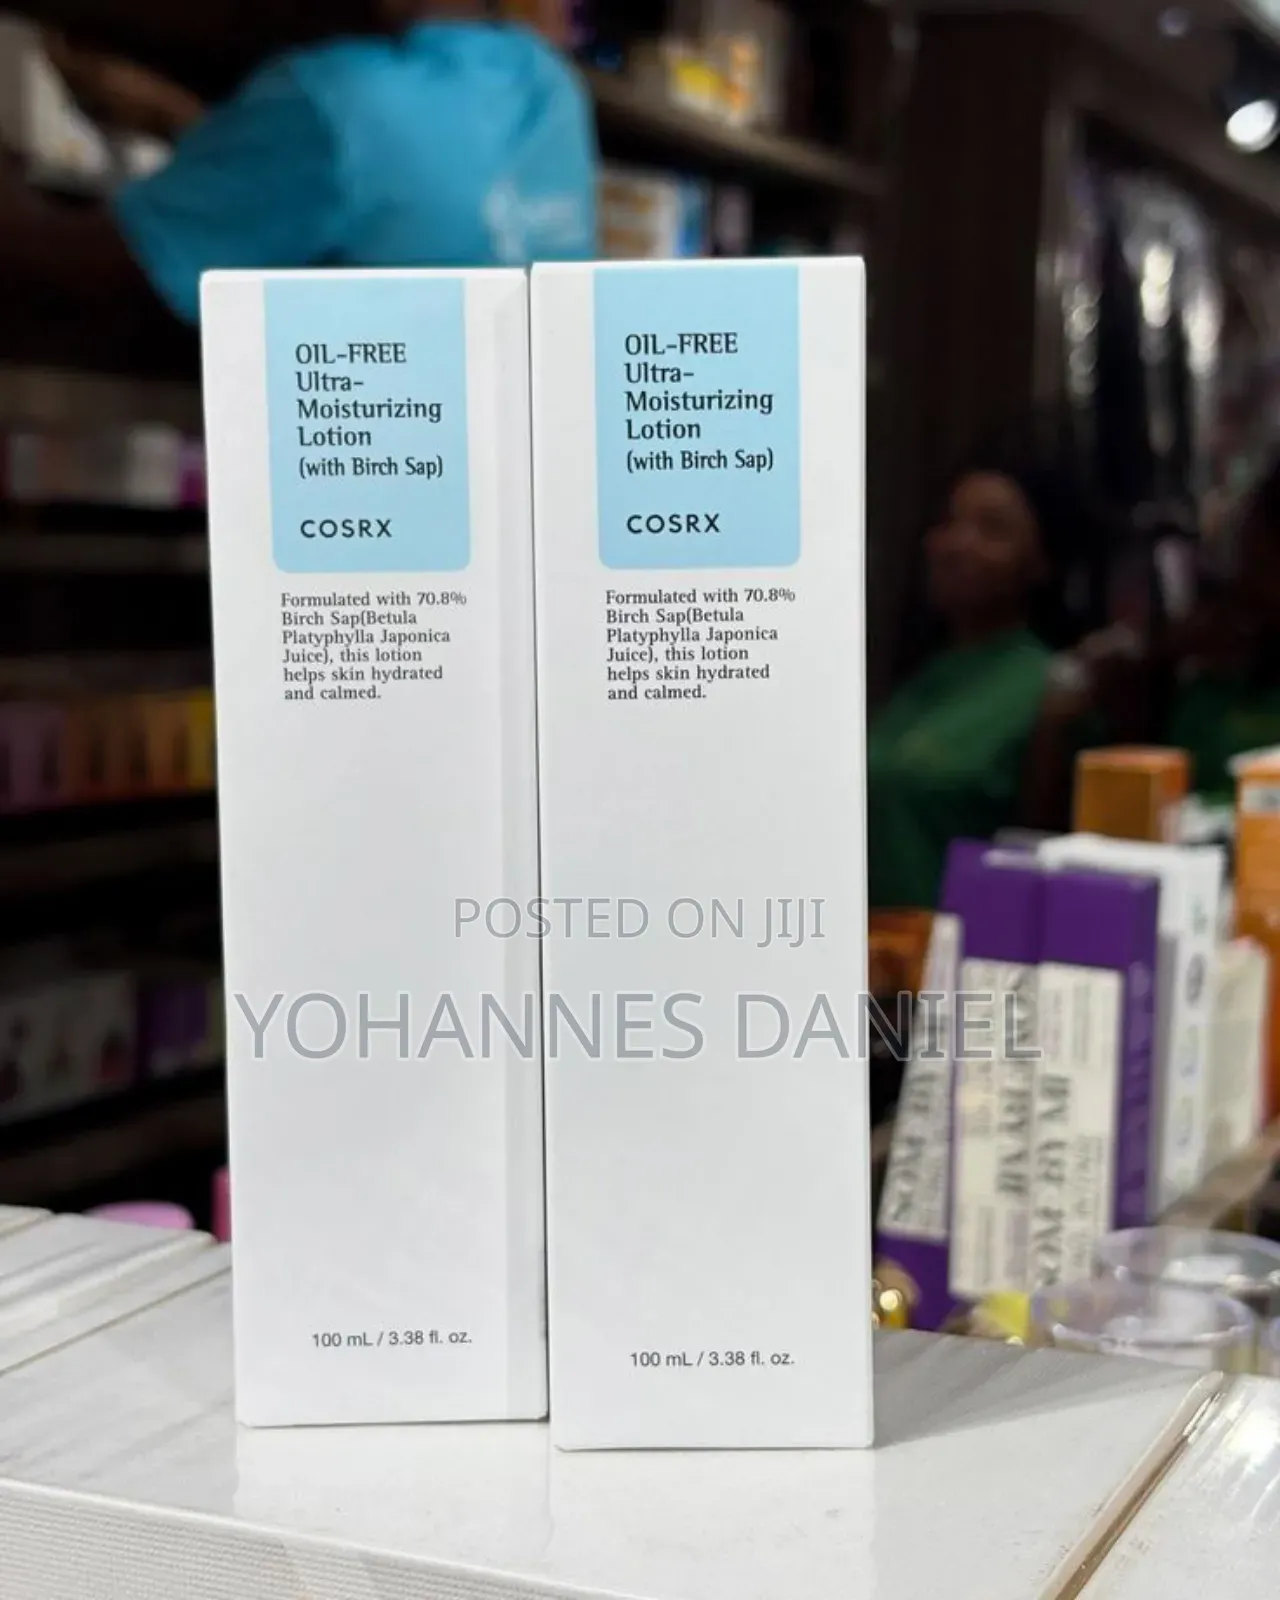 OIL-FREE
Ultra-
Moisturizing
Lotion
(with Birch Sap)
COSRX
Formulated with 70.8%
Birch Sap(Betula
Platyphylla Japonica
Juice), this lotion
helps skin hydrated
and calmed.
100 mL / 3.38 fl. oz.
OIL-FREE
Ultra-
Moisturizing
Lotion
(with Birch Sap)
COSRX
Formulated with 70.8%
Birch Sap(Betula
Platyphylla Japonica
Juice), this lotion
helps skin hydrated
and calmed.
100 mL / 3.38 fl. oz.
POSTED ON JIJI
YOHANNES DANIEL
SOME BY MI